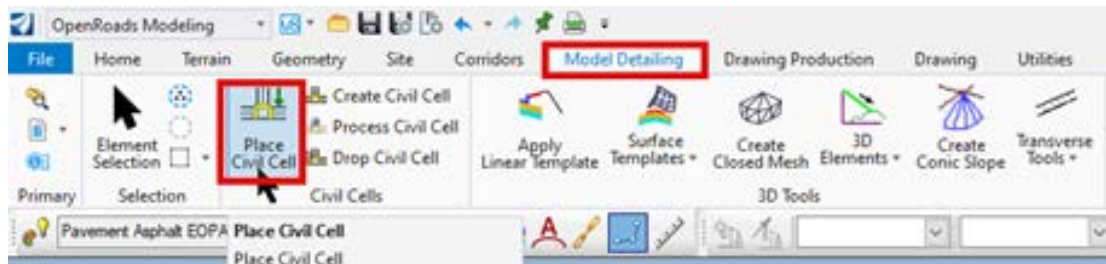 OpenRoads Modeling
File Home Terrain Geometry Site Corridors Model Detailing Drawing Production Drawing Utilities
Element Selection
Place Civil Cell
Create Civil Cell
Process Civil Cell
Drop Civil Cell
Apply Linear Template
Surface Templates
Create Closed Mesh
3D Elements
Create Conic Slope
Transverse Tools
Primary Selection Civil Cells 3D Tools
Pavement Asphalt EOPA
Place Civil Cell
Place Civil Cell